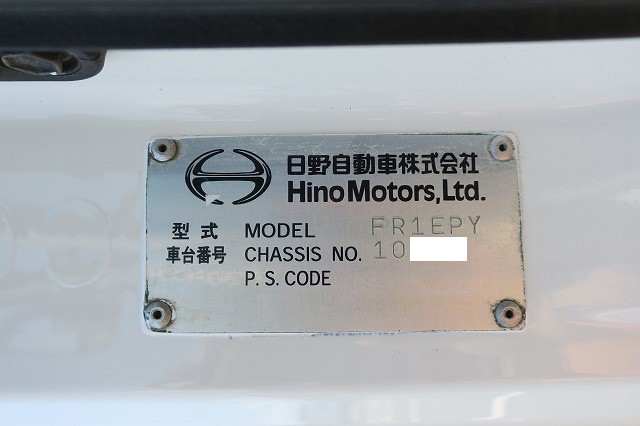 日野自動車株式会社
Hino Motors, Ltd.
型式 MODEL FR1EPY
車台番号 CHASSIS NO. 10
P.S. CODE